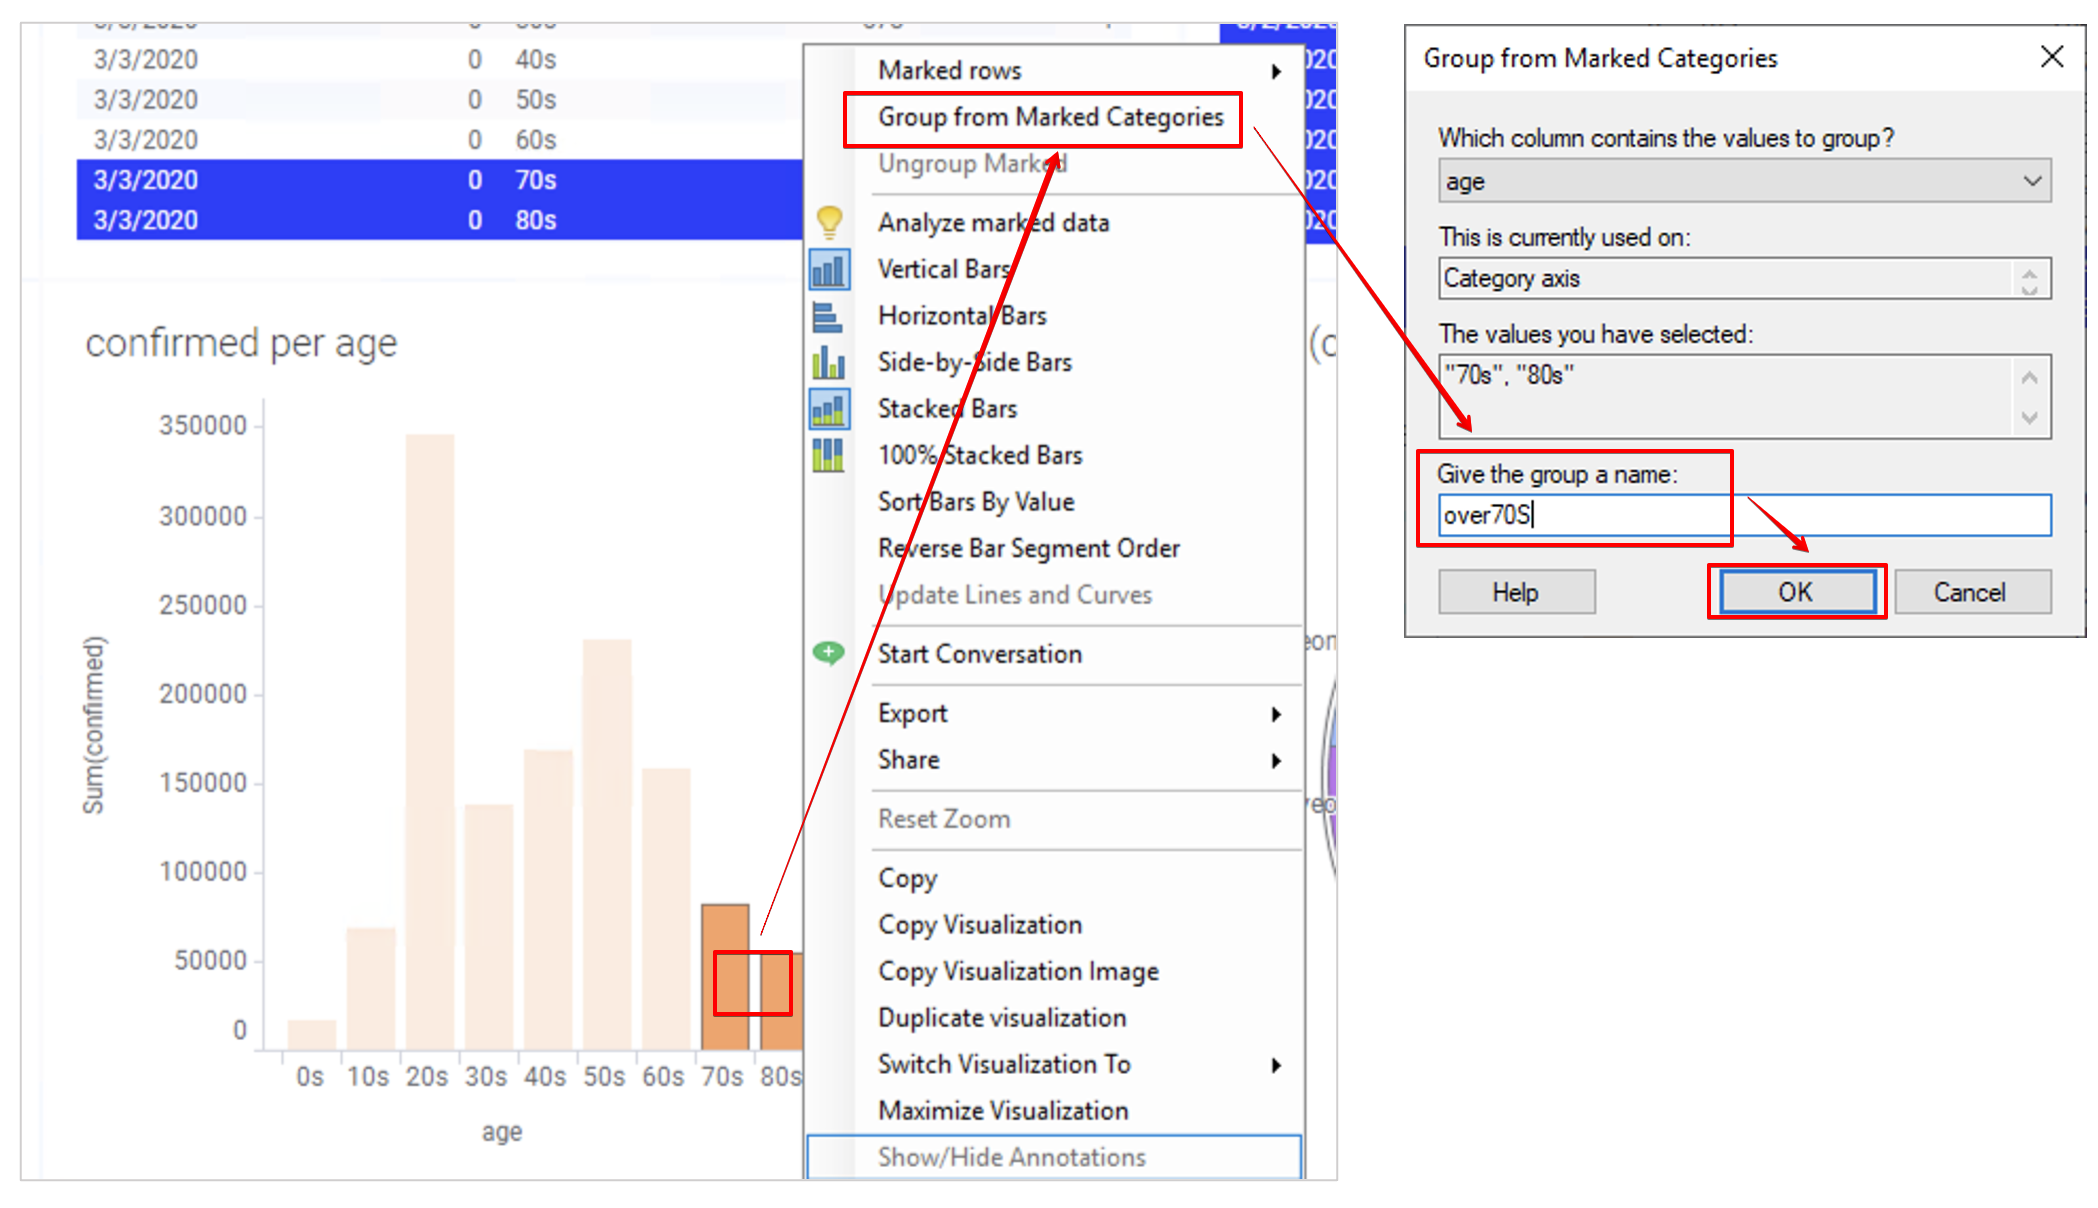 3/3/2020 0 40s
3/3/2020 0 50s
3/3/2020 0 60s
3/3/2020 0 70s
3/3/2020 0 80s
confirmed per age
350000
300000
250000
200000
150000
100000
50000
0
Sum(confirmed)
0s 10s 20s 30s 40s 50s 60s 70s 80s
age
Marked rows
Group from Marked Categories
Ungroup Marked
Analyze marked data
Vertical Bars
Horizontal Bars
Side-by-Side Bars
Stacked Bars
100% Stacked Bars
Sort Bars By Value
Reverse Bar Segment Order
Update Lines and Curves
Start Conversation
Export
Share
Reset Zoom
Copy
Copy Visualization
Copy Visualization Image
Duplicate visualization
Switch Visualization To
Maximize Visualization
Show/Hide Annotations
Group from Marked Categories
Which column contains the values to group?
age
This is currently used on:
Category axis
The values you have selected:
"70s", "80s"
Give the group a name:
over70S
Help OK Cancel